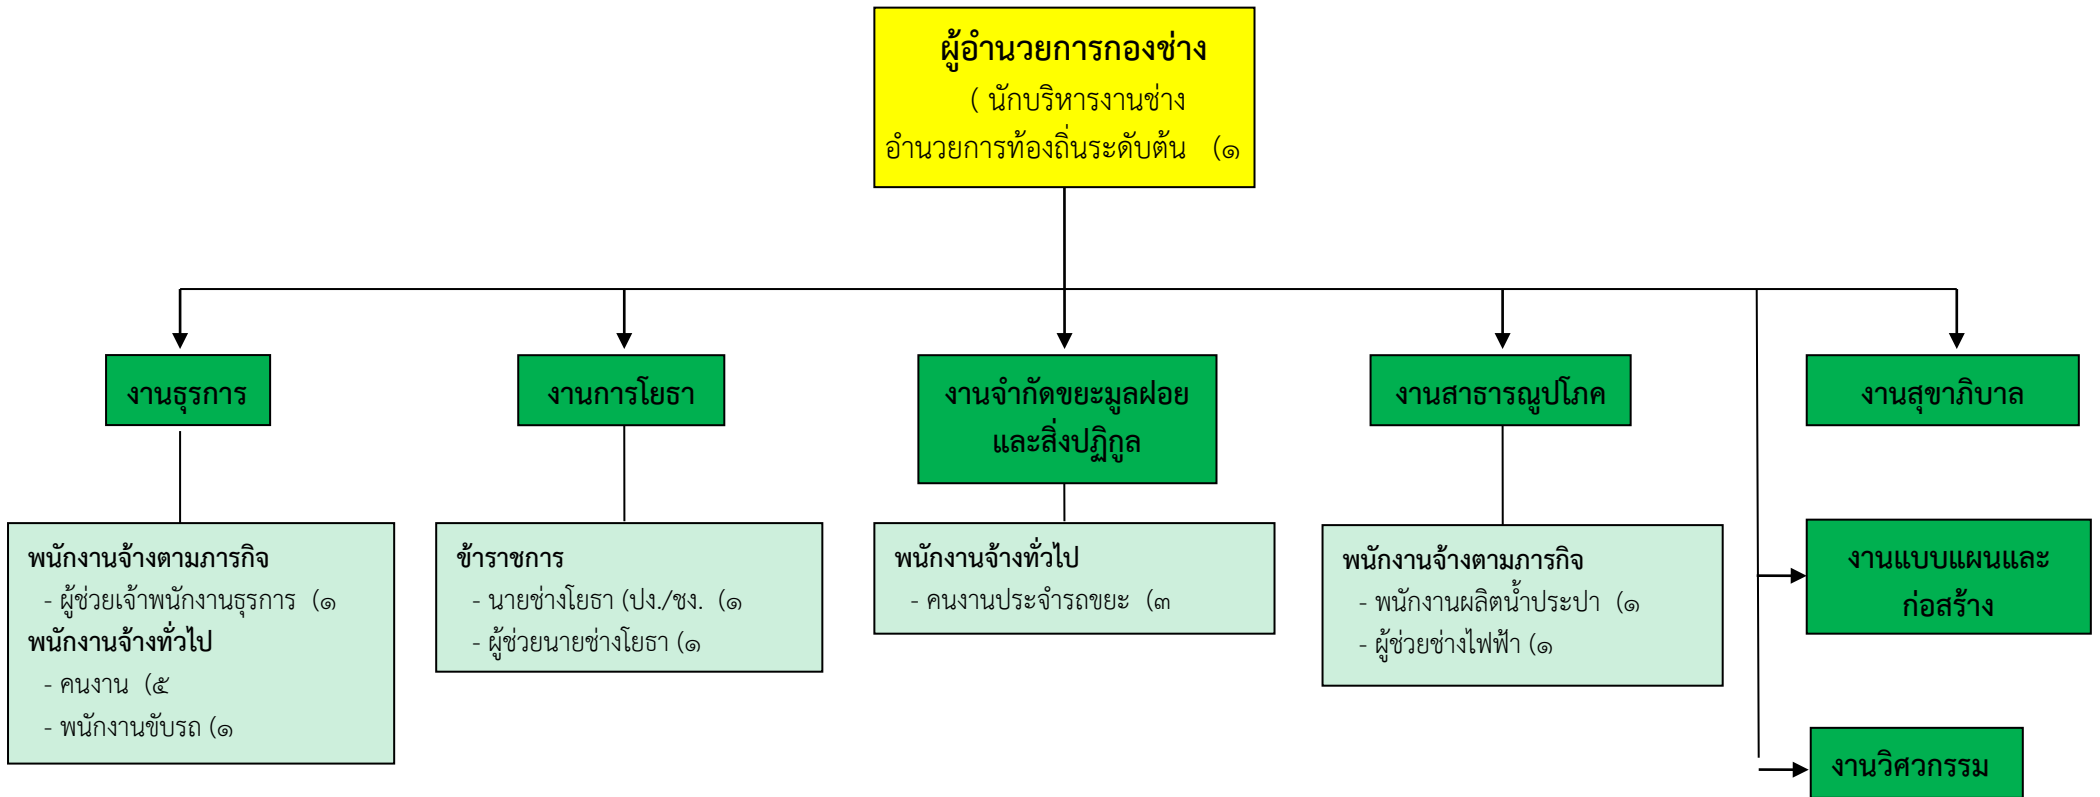 ผู้อำนวยการกองช่าง
( นักบริหารงานช่าง
อำนวยการท้องถิ่นระดับต้น (๑
งานธุรการ
งานการโยธา
งานจำกัดขยะมูลฝอย
และสิ่งปฏิกูล
งานสาธารณูปโภค
งานสุขาภิบาล
พนักงานจ้างตามภารกิจ
- ผู้ช่วยเจ้าพนักงานธุรการ (๑
พนักงานจ้างทั่วไป
- คนงาน (๕
- พนักงานขับรถ (๑
ข้าราชการ
- นายช่างโยธา (ปง./ชง. (๑
- ผู้ช่วยนายช่างโยธา (๑
พนักงานจ้างทั่วไป
- คนงานประจำรถขยะ (๓
พนักงานจ้างตามภารกิจ
- พนักงานผลิตน้ำประปา (๑
- ผู้ช่วยช่างไฟฟ้า (๑
งานแบบแผนและ
ก่อสร้าง
งานวิศวกรรม